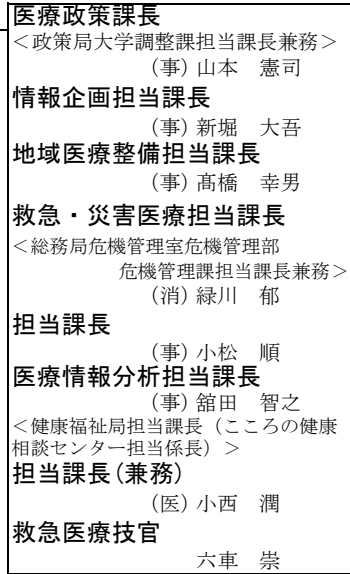 医療政策課長
＜政策局大学調整課担当課長兼務＞
(事) 山本　憲司
情報企画担当課長
(事) 新堀　大吾
地域医療整備担当課長
(事) 髙橋　幸男
救急・災害医療担当課長
＜総務局危機管理室危機管理部
危機管理課担当課長兼務＞
(消) 緑川　郁
担当課長
(事) 小松　順
医療情報分析担当課長
(事) 舘田　智之
＜健康福祉局担当課長（こころの健康
相談センター担当係長）＞
担当課長(兼務)
(医) 小西　潤
救急医療技官
六車　崇